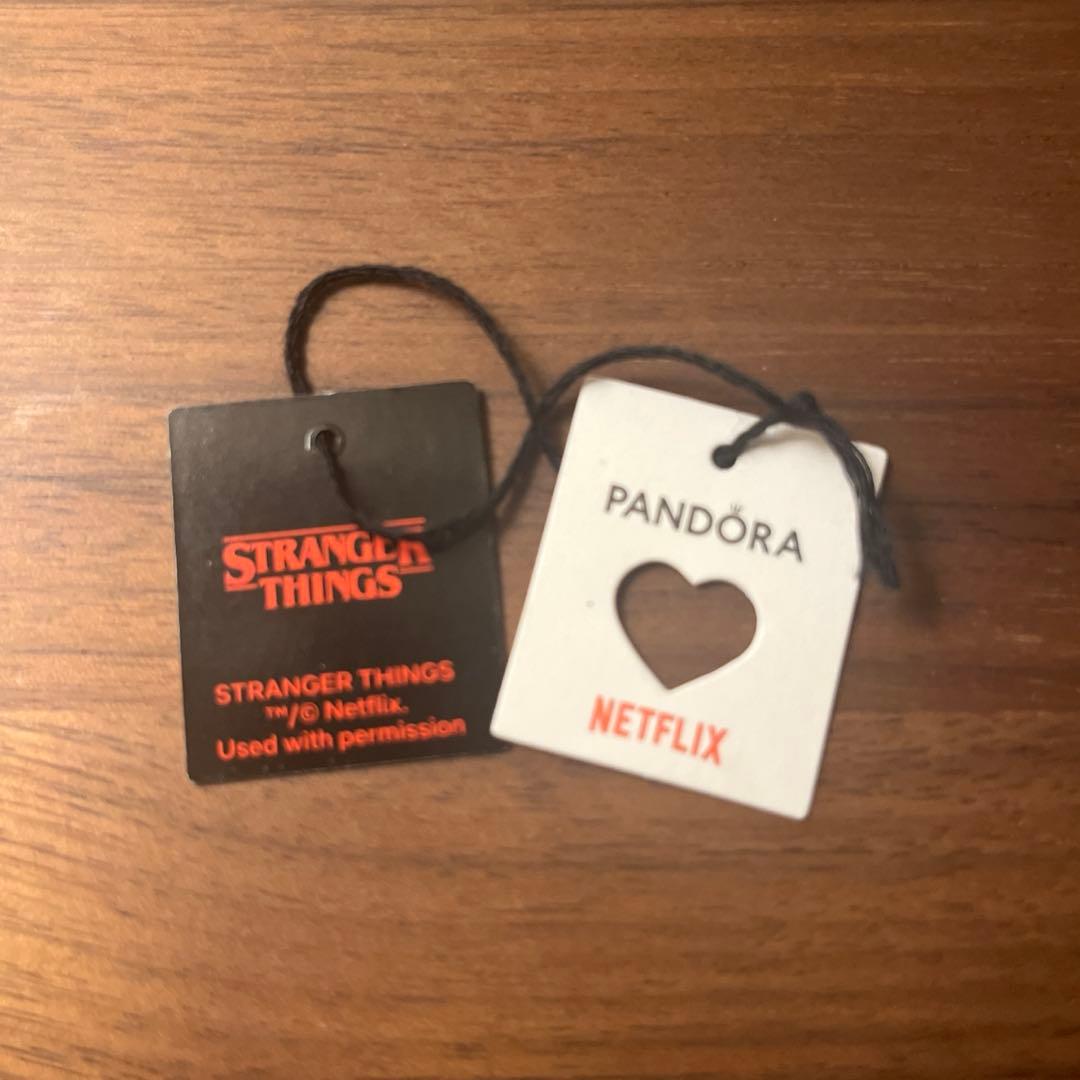 STRANGER
THINGS
STRANGER THINGS
™/© Netflix.
Used with permission
PANDORA
NETFLIX